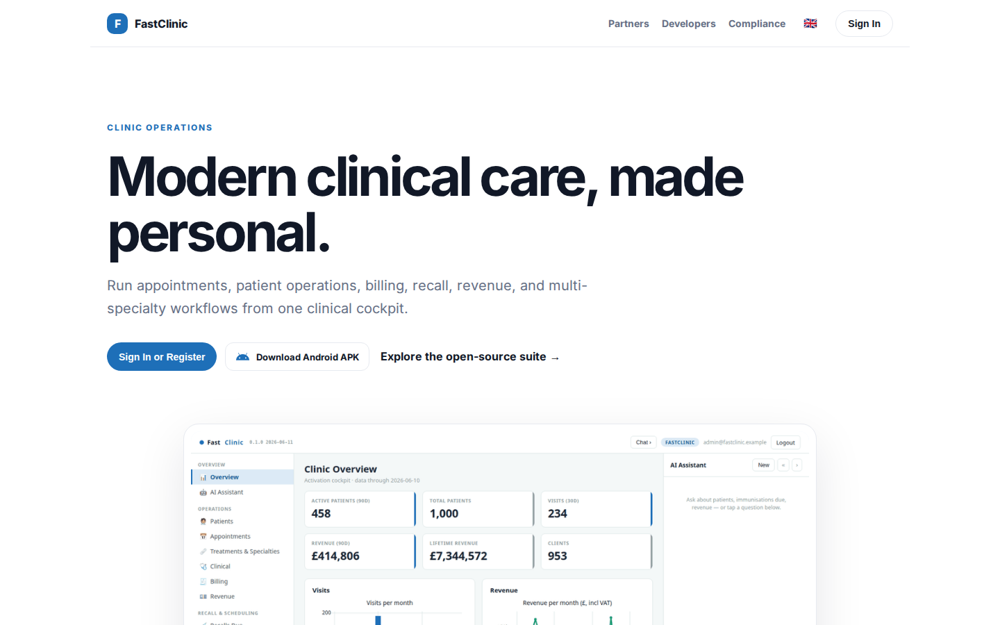 F FastClinic
Partners Developers Compliance Sign In
CLINIC OPERATIONS
Modern clinical care, made
personal.
Run appointments, patient operations, billing, recall, revenue, and multi-
specialty workflows from one clinical cockpit.
Sign In or Register Download Android APK Explore the open-source suite →
Fast Clinic 0.1.0 2026-06-11 Chat › FASTCLINIC admin@fastclinic.example Logout
OVERVIEW
Overview
AI Assistant
OPERATIONS
Patients
Appointments
Treatments & Specialties
Clinical
Billing
Revenue
RECALL & SCHEDULING
Recalls Due
Clinic Overview
Activation cockpit · data through 2026-06-10
ACTIVE PATIENTS (90D)
458
TOTAL PATIENTS
1,000
VISITS (30D)
234
REVENUE (90D)
£414,806
LIFETIME REVENUE
£7,344,572
CLIENTS
953
Visits
Visits per month
200
Revenue
Revenue per month (£, incl VAT)
AI Assistant New « ›
Ask about patients, immunisations due,
revenue — or tap a question below.